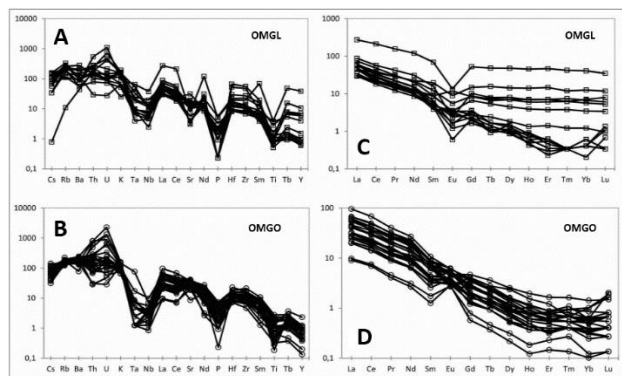 A OMGL
10000
1000
100
10
1
0,1
Cs Rb Ba Th U K Ta Nb La Ce Sr Nd P Hf Zr Sm Ti Tb Y
C OMGL
1000
100
10
1
0,1
La Ce Pr Nd Sm Eu Gd Tb Dy Ho Er Tm Yb Lu
B OMGO
10000
1000
100
10
1
0,1
Cs Rb Ba Th U K Ta Nb La Ce Sr Nd P Hf Zr Sm Ti Tb Y
D OMGO
100
10
1
0,1
La Ce Pr Nd Sm Eu Gd Tb Dy Ho Er Tm Yb Lu